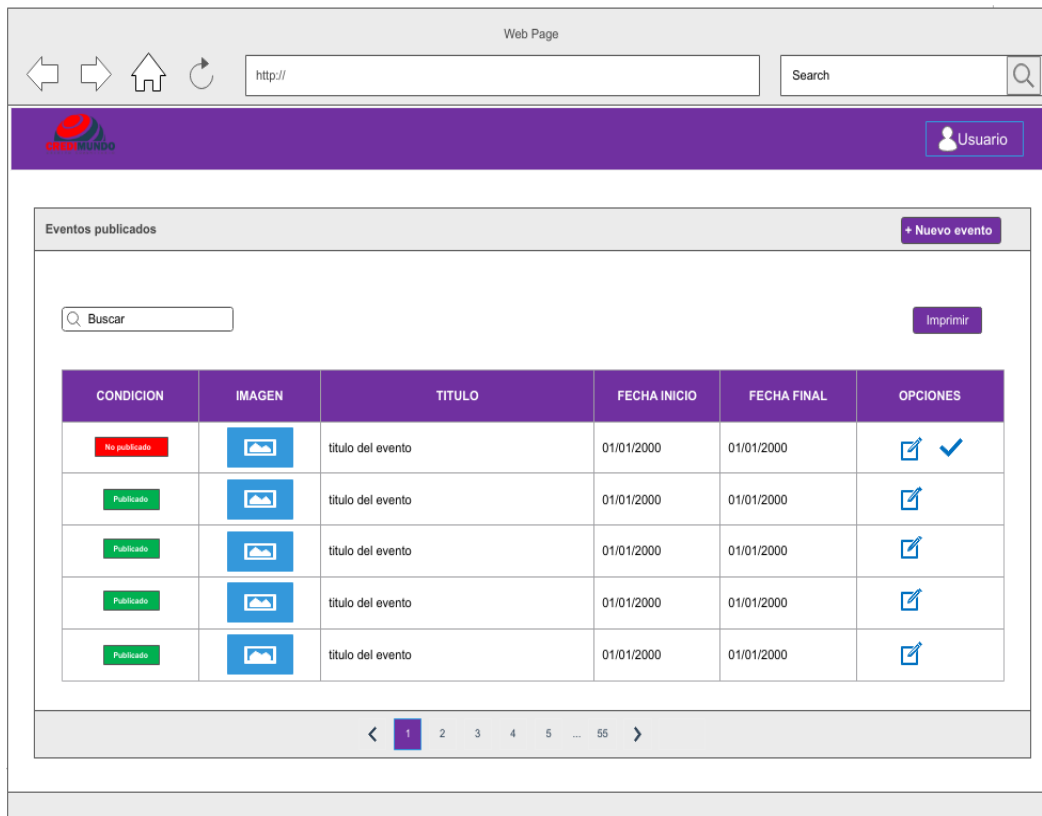 Web Page
http://
Search
CREDIMUNDO
Usuario
Eventos publicados
+ Nuevo evento
Buscar
Imprimir
CONDICION IMAGEN TITULO FECHA INICIO FECHA FINAL OPCIONES
No publicado titulo del evento 01/01/2000 01/01/2000
Publicado titulo del evento 01/01/2000 01/01/2000
Publicado titulo del evento 01/01/2000 01/01/2000
Publicado titulo del evento 01/01/2000 01/01/2000
Publicado titulo del evento 01/01/2000 01/01/2000
1 2 3 4 5 ... 55